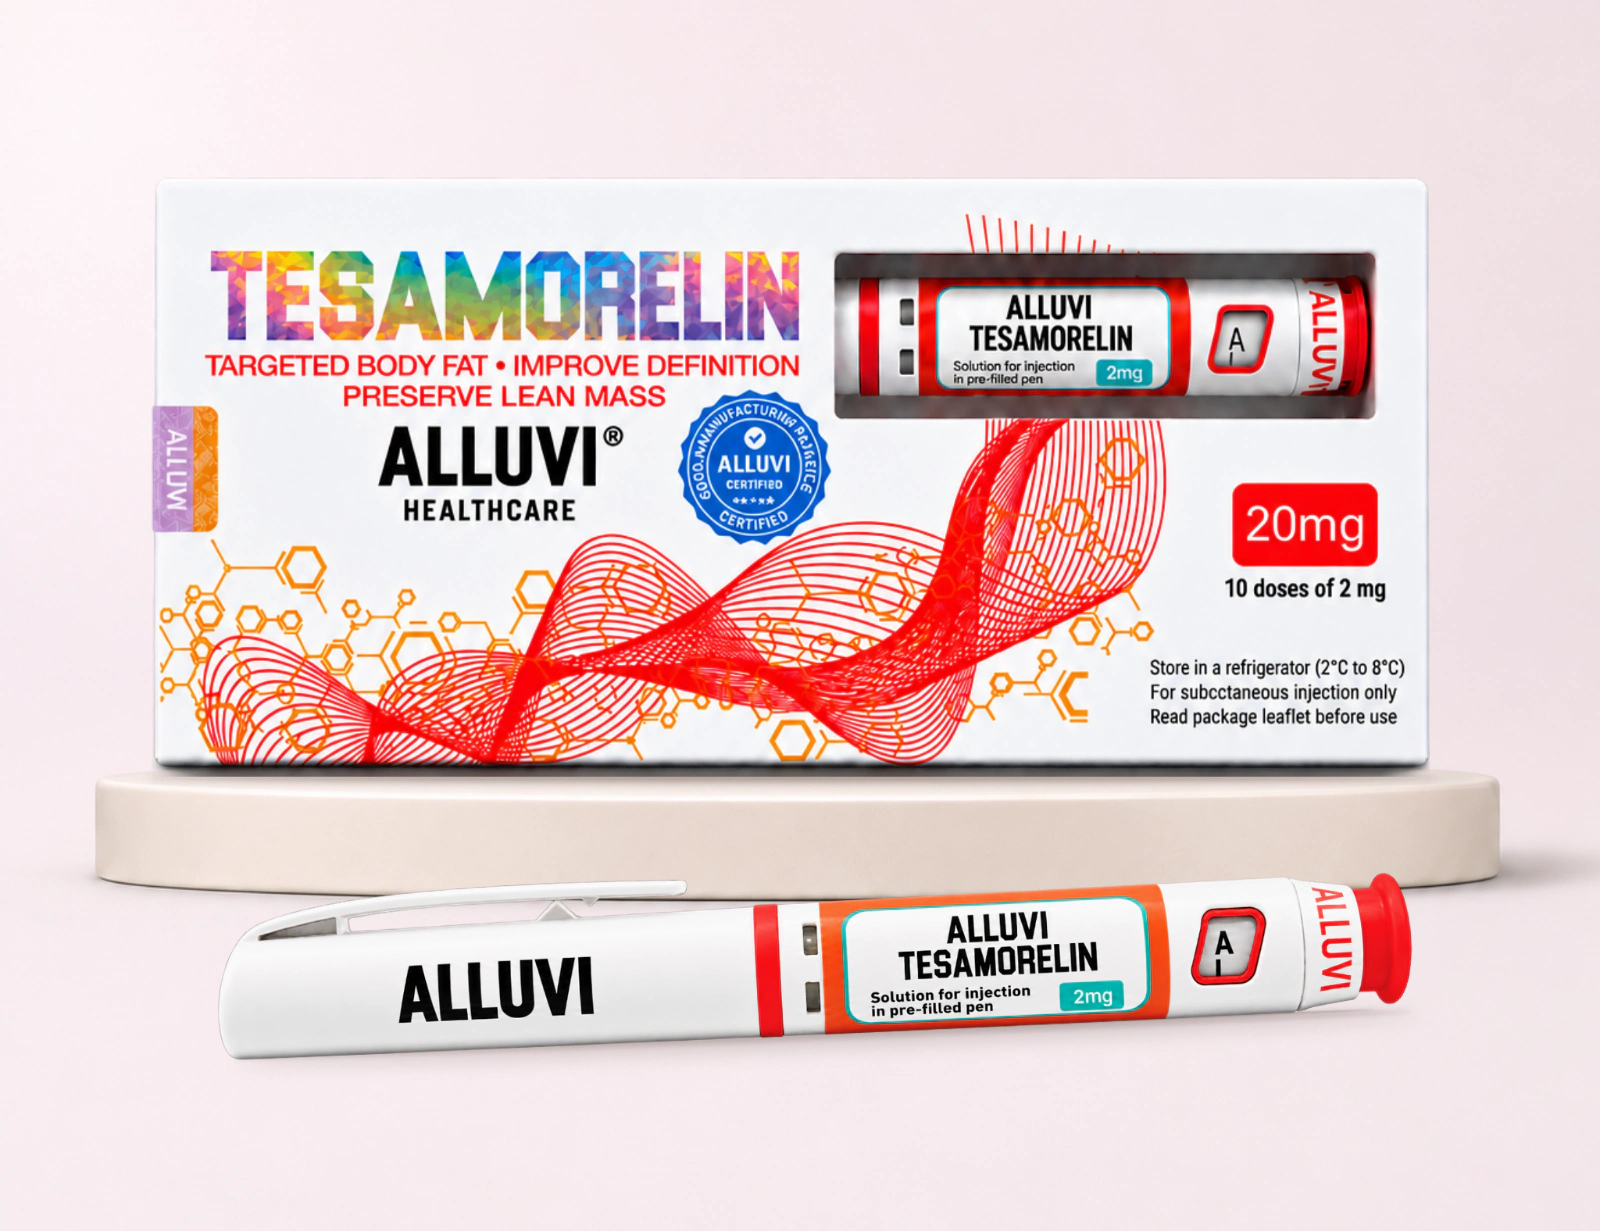 TESAMORELIN
TARGETED BODY FAT • IMPROVE DEFINITION
PRESERVE LEAN MASS
ALLUVI®
HEALTHCARE
ALLUVI
CERTIFIED
CERTIFIED
ALLUVI
TESAMORELIN
Solution for injection
in pre-filled pen
2mg
A
ALLUVI
20mg
10 doses of 2 mg
Store in a refrigerator (2°C to 8°C)
For subcctaneous injection only
Read package leaflet before use
ALLUVI
ALLUVI
TESAMORELIN
Solution for injection
in pre-filled pen
2mg
A
ALLUVI